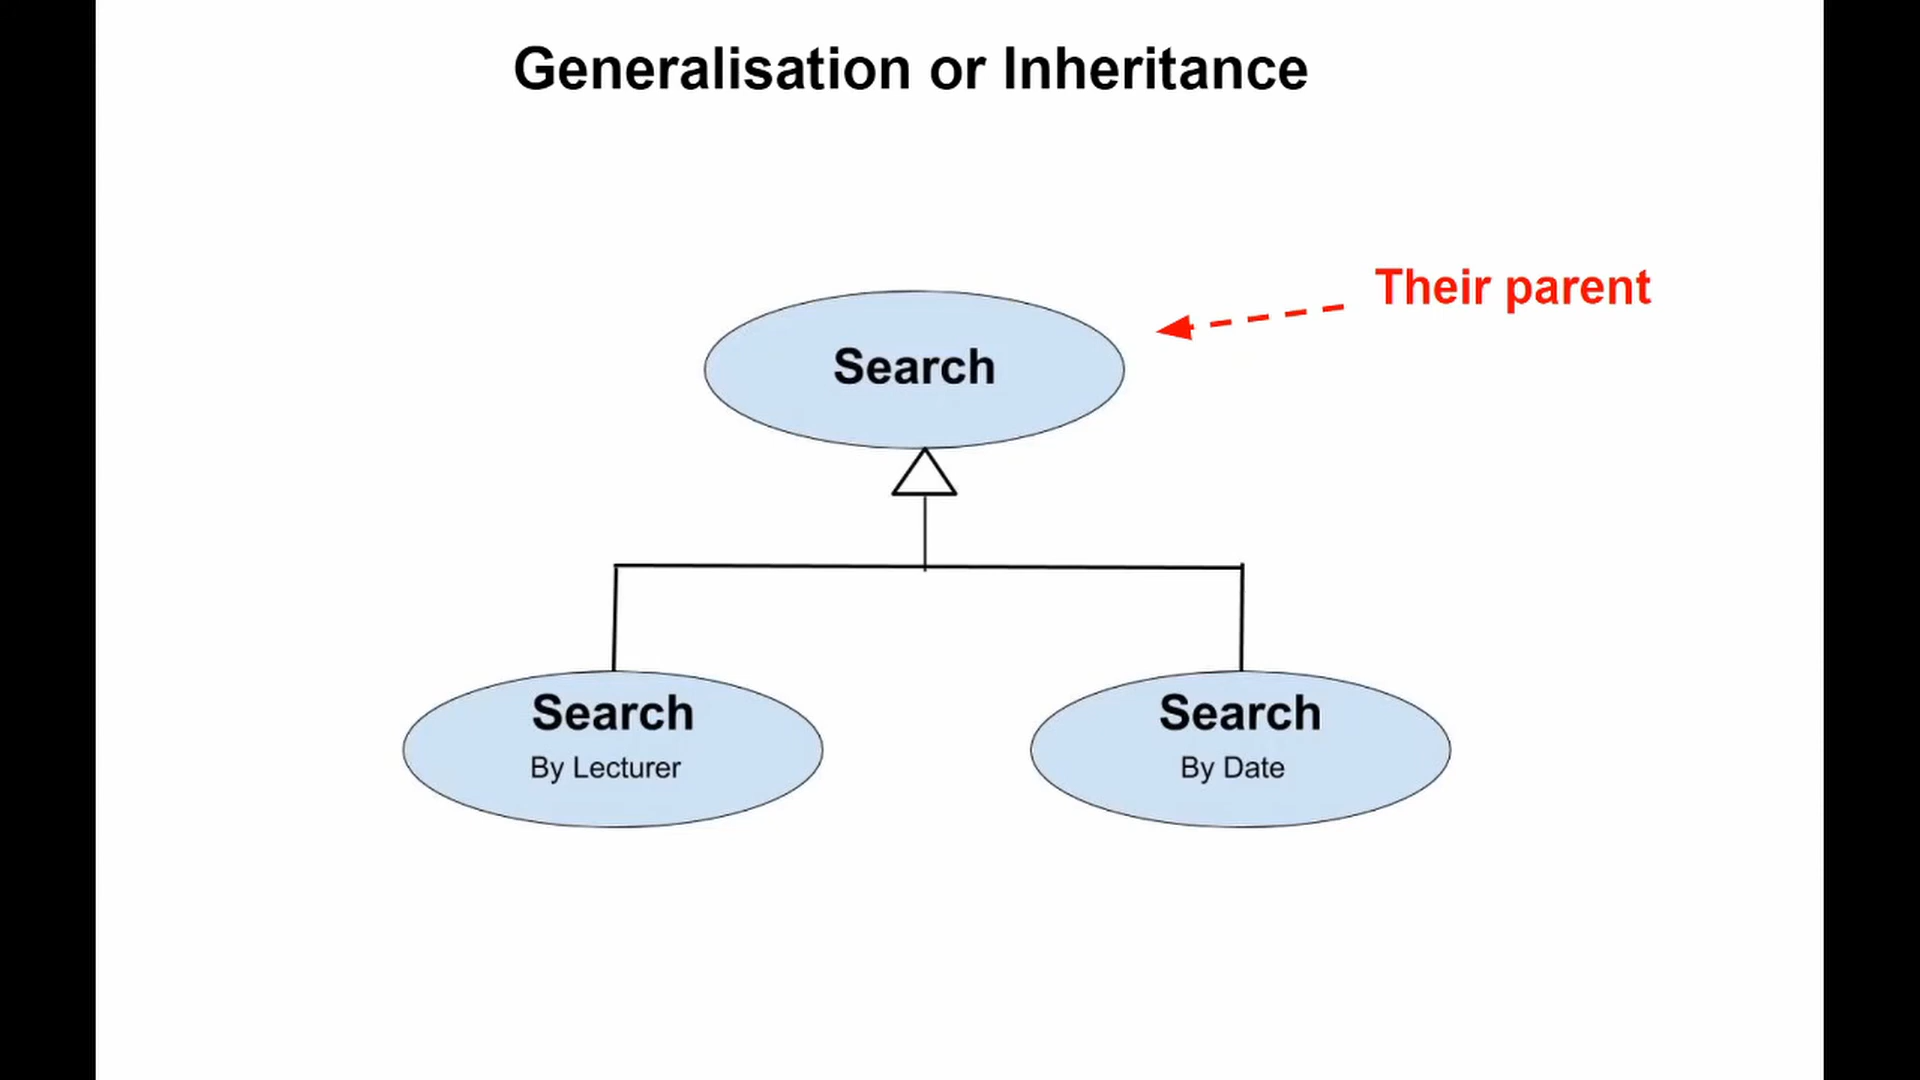 Generalisation or Inheritance
Their parent
Search
Search
By Lecturer
Search
By Date